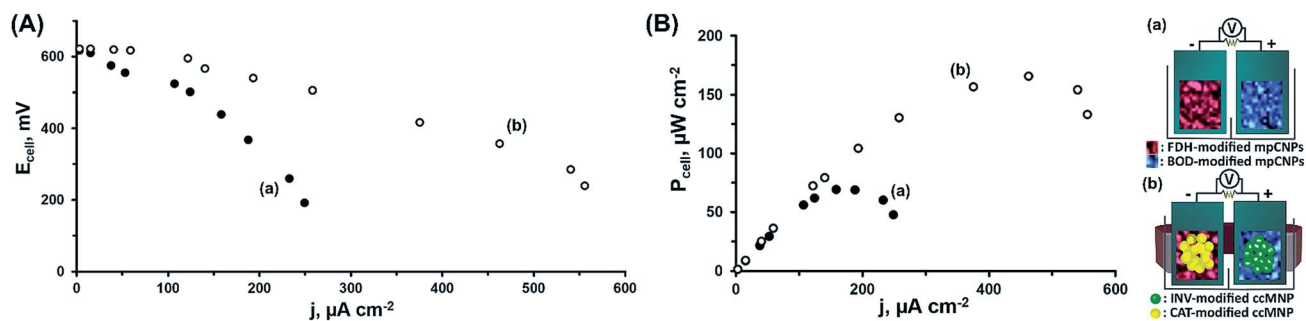 (A)
E_cell, mV
600
400
200
0
0 100 200 300 400 500 600
j, µA cm⁻²
(a)
(b)
(B)
P_cell, µW cm⁻²
200
150
100
50
0
0 200 400 600
j, µA cm⁻²
(b)
(a)
(a)
V
- +
: FDH-modified mpCNPs
: BOD-modified mpCNPs
(b)
V
- +
: INV-modified ccMNP
: CAT-modified ccMNP